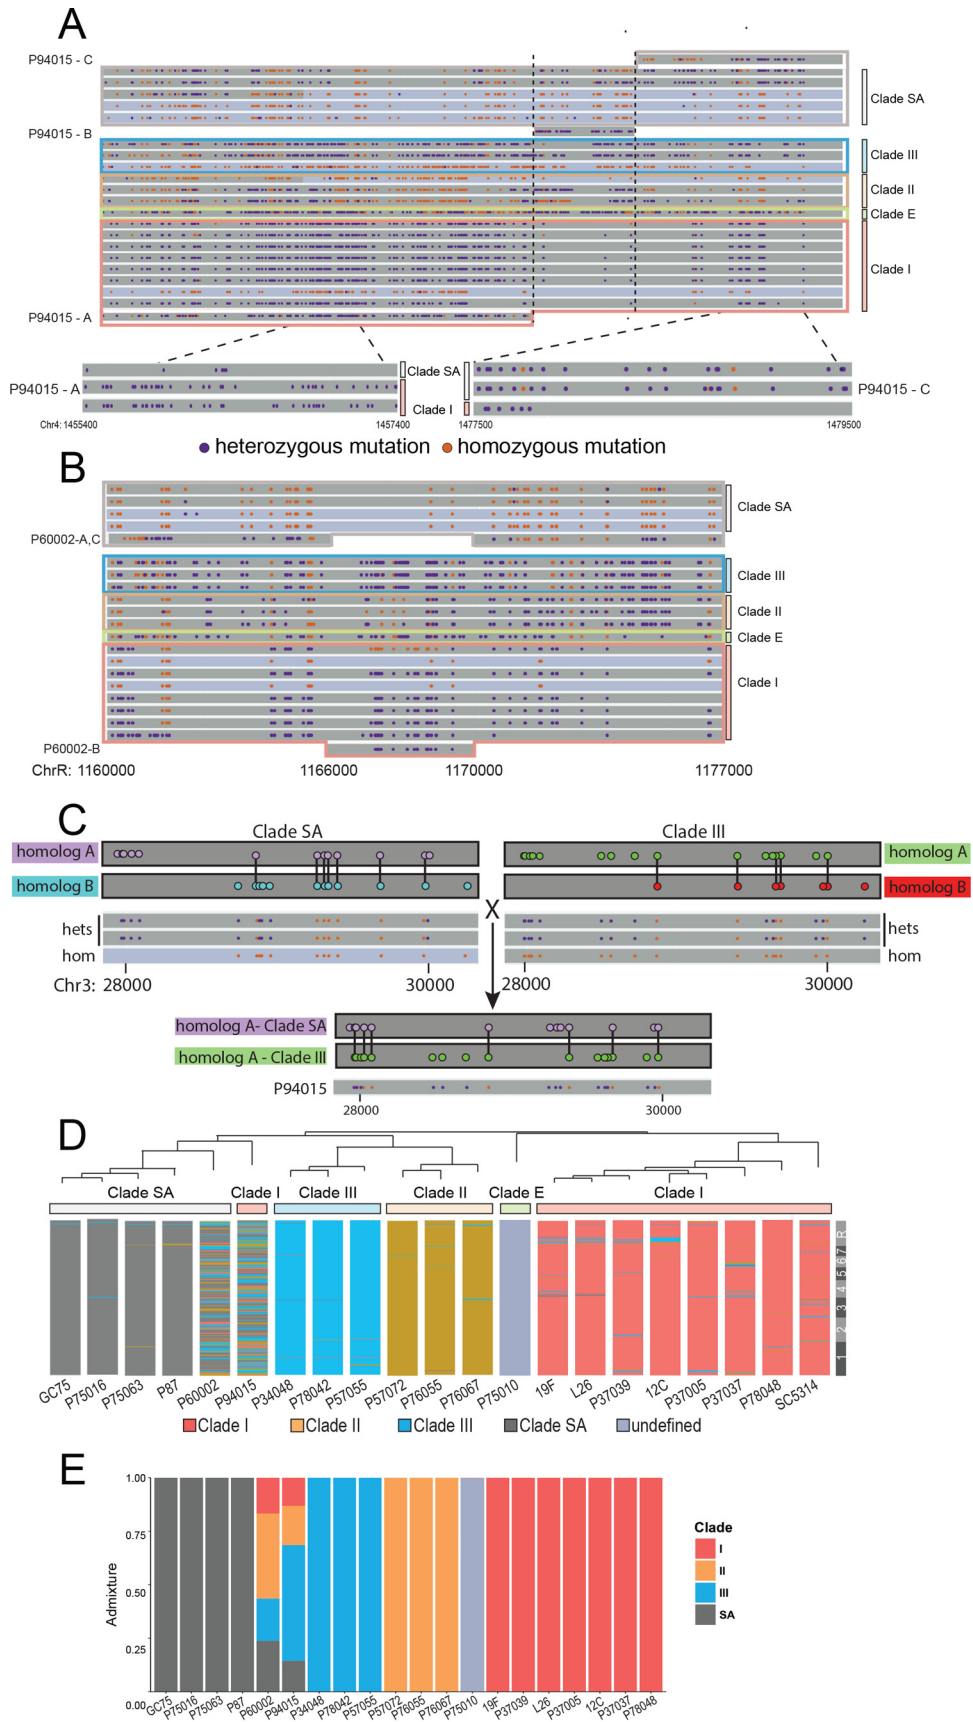 A
P94015 - C
Clade SA
P94015 - B
Clade III
Clade II
Clade E
Clade I
P94015 - A
P94015 - A
Clade SA
P94015 - C
Clade I
Chr4: 1455400
1457400
1477500
1479500
heterozygous mutation
homozygous mutation
B
Clade SA
P60002-A,C
Clade III
Clade II
Clade E
Clade I
P60002-B
ChrR: 1160000 1166000 1170000 1177000
C
Clade SA
Clade III
homolog A
homolog A
homolog B
homolog B
X
hets
hets
hom
hom
Chr3: 28000 30000 28000 30000
homolog A- Clade SA
homolog A - Clade III
P94015
28000 30000
D
Clade SA Clade I Clade III Clade II Clade E Clade I
R
7
6
5
4
3
2
1
GC75 P75016 P75063 P87 P60002 P94015 P34048 P78042 P57055 P57072 P76055 P76067 P75010 19F L26 P37039 12C P37005 P37037 P78048 SC5314
Clade I Clade II Clade III Clade SA undefined
E
1.00
0.75
0.50
0.25
0.00
Admixture
Clade
I
II
III
SA
GC75 P75016 P75063 P87 P60002 P94015 P34048 P78042 P57055 P57072 P76055 P76067 P75010 19F P37039 L26 P37005 12C P37037 P78048